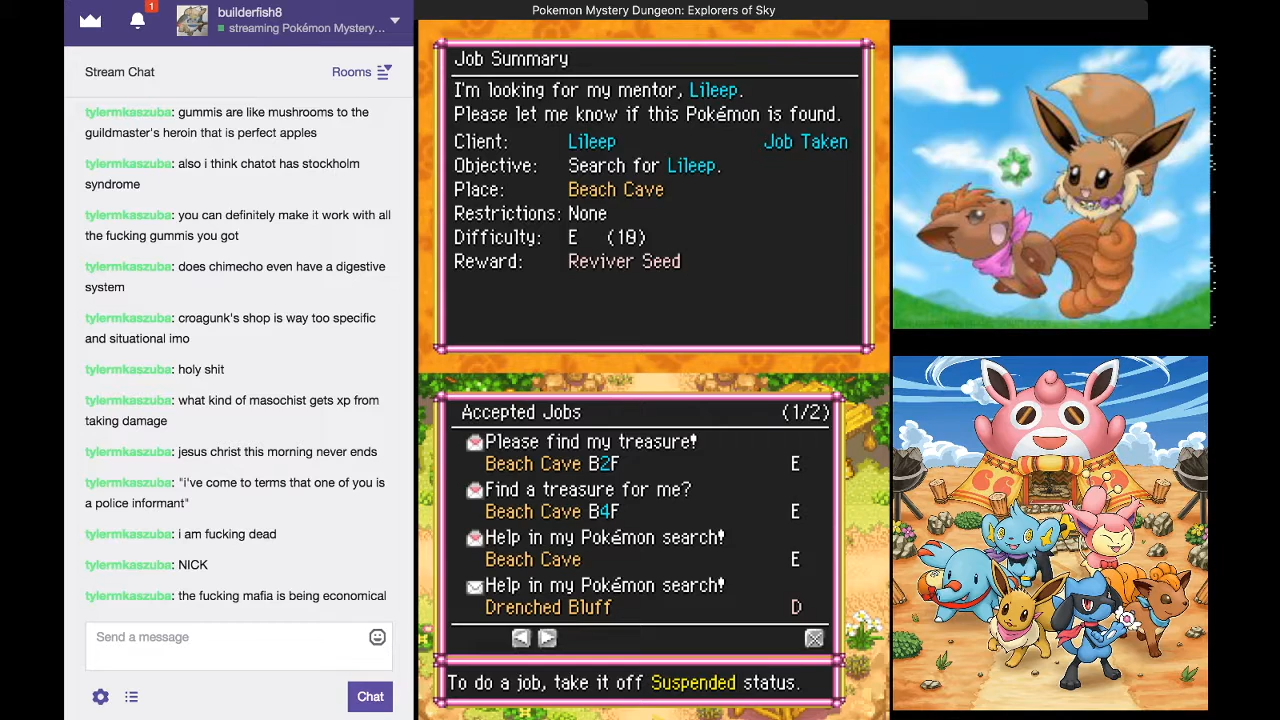 Pokemon Mystery Dungeon: Explorers of Sky
1
builderfish8
streaming Pokémon Mystery...
Stream Chat
Rooms
tylermkaszuba: gummis are like mushrooms to the
guildmaster's heroin that is perfect apples
tylermkaszuba: also i think chatot has stockholm
syndrome
tylermkaszuba: you can definitely make it work with all
the fucking gummis you got
tylermkaszuba: does chimecho even have a digestive
system
tylermkaszuba: croagunk's shop is way too specific
and situational imo
tylermkaszuba: holy shit
tylermkaszuba: what kind of masochist gets xp from
taking damage
tylermkaszuba: jesus christ this morning never ends
tylermkaszuba: "i've come to terms that one of you is
a police informant"
tylermkaszuba: i am fucking dead
tylermkaszuba: NICK
tylermkaszuba: the fucking mafia is being economical
Send a message
Chat
Job Summary
I'm looking for my mentor, Lileep.
Please let me know if this Pokémon is found.
Client: Lileep Job Taken
Objective: Search for Lileep.
Place: Beach Cave
Restrictions: None
Difficulty: E (10)
Reward: Reviver Seed
Accepted Jobs (1/2)
Please find my treasure!
Beach Cave B2F E
Find a treasure for me?
Beach Cave B4F E
Help in my Pokémon search!
Beach Cave E
Help in my Pokémon search!
Drenched Bluff D
To do a job, take it off Suspended status.